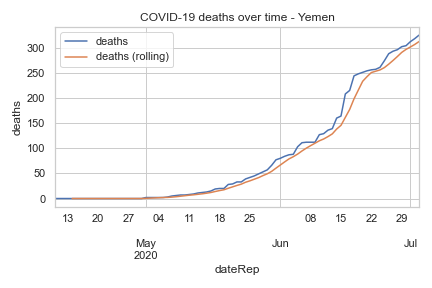 COVID-19 deaths over time - Yemen
deaths
deaths (rolling)
300
250
200
150
100
50
0
deaths
13 20 27 04 11 18 25 08 15 22 29
May Jun Jul
2020
dateRep